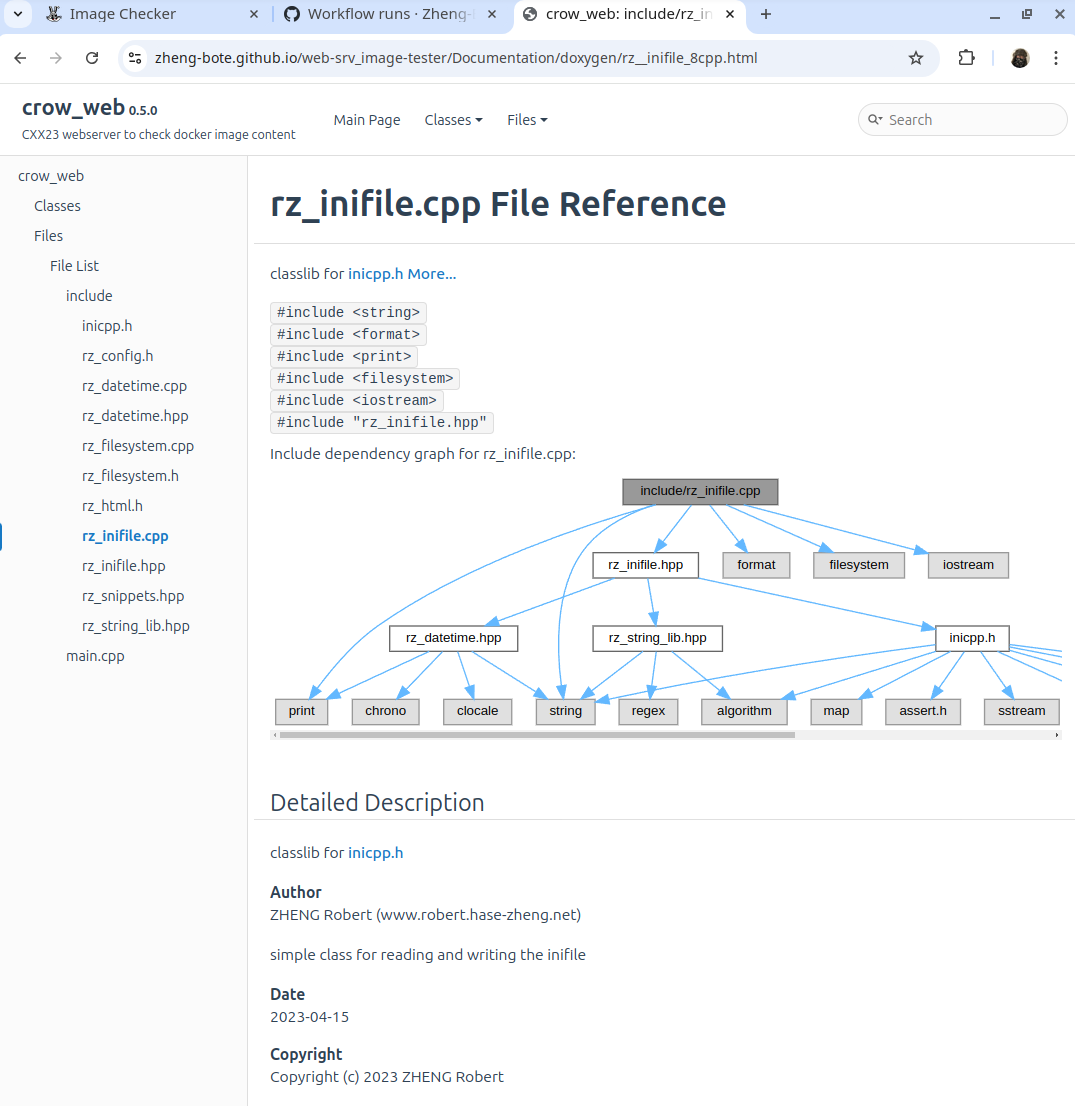 Image Checker
Workflow runs · Zheng-
crow_web: include/rz_in
zheng-bote.github.io/web-srv_image-tester/Documentation/doxygen/rz__inifile_8cpp.html
crow_web 0.5.0
CXX23 webserver to check docker image content
Main Page
Classes
Files
Search
crow_web
Classes
Files
File List
include
inicpp.h
rz_config.h
rz_datetime.cpp
rz_datetime.hpp
rz_filesystem.cpp
rz_filesystem.h
rz_html.h
rz_inifile.cpp
rz_inifile.hpp
rz_snippets.hpp
rz_string_lib.hpp
main.cpp
rz_inifile.cpp File Reference
classlib for inicpp.h More...
#include <string>
#include <format>
#include <print>
#include <filesystem>
#include <iostream>
#include "rz_inifile.hpp"
Include dependency graph for rz_inifile.cpp:
include/rz_inifile.cpp
rz_inifile.hpp
format
filesystem
iostream
rz_datetime.hpp
rz_string_lib.hpp
inicpp.h
print
chrono
clocale
string
regex
algorithm
map
assert.h
sstream
Detailed Description
classlib for inicpp.h
Author
ZHENG Robert (www.robert.hase-zheng.net)
simple class for reading and writing the inifile
Date
2023-04-15
Copyright
Copyright (c) 2023 ZHENG Robert